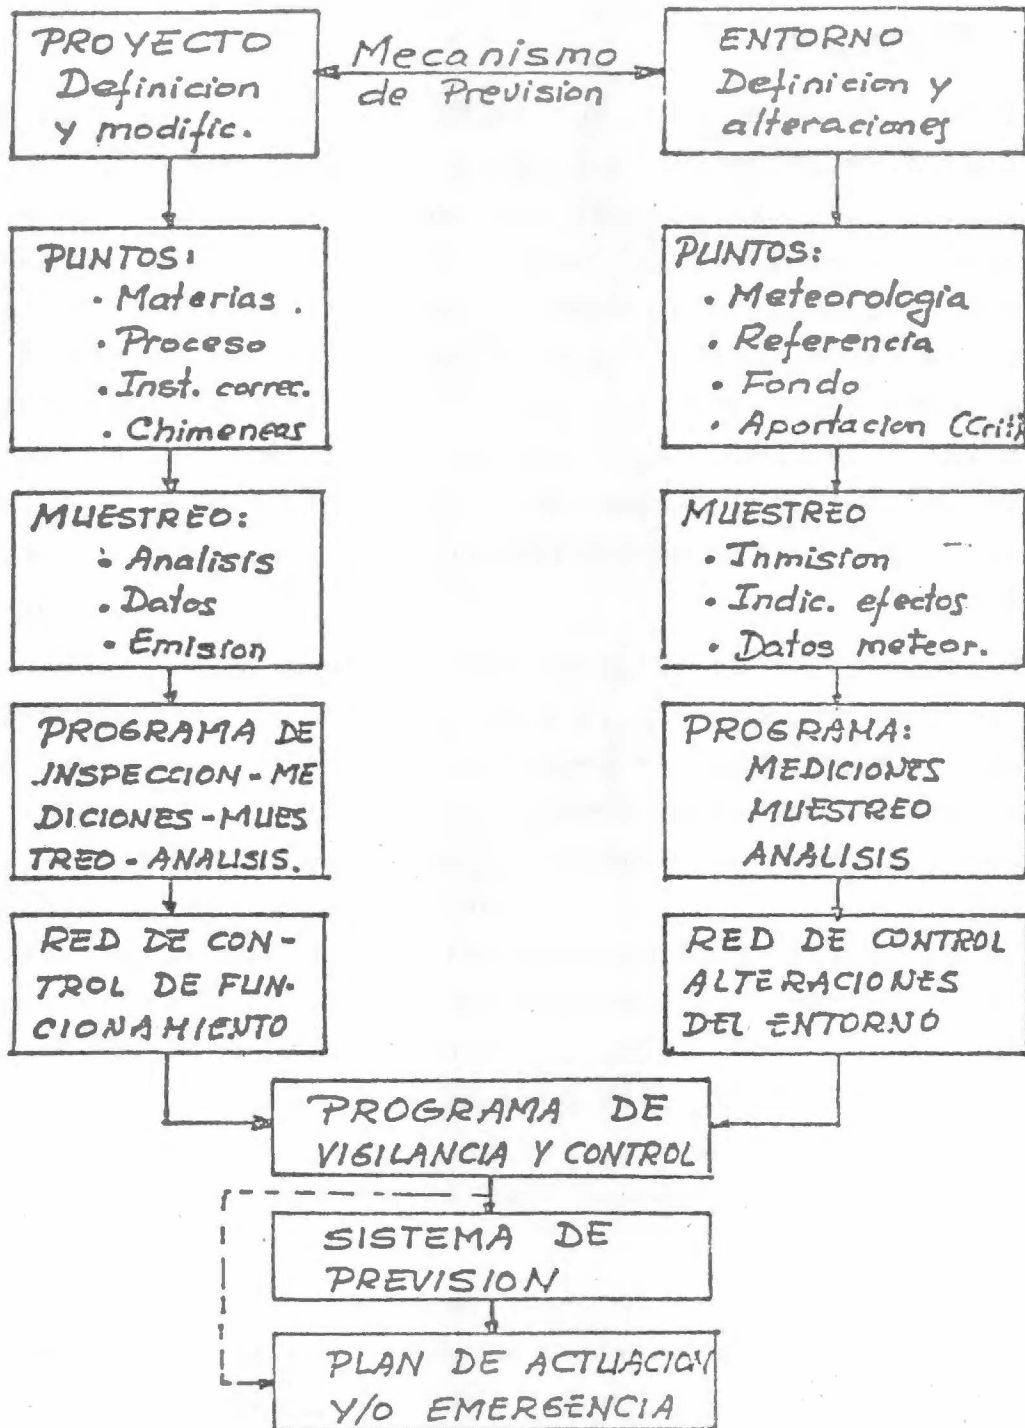 PROYECTO
Definicion
y modific.
Mecanismo
de Prevision
ENTORNO
Definicion y
alteraciones
PUNTOS:
• Materias.
• Proceso
• Inst. correc.
• Chimeneas
PUNTOS:
• Meteorologia
• Referencia
• Fondo
• Aportacion (Crit)
MUESTREO:
• Analisis
• Datos
• Emision
MUESTREO
• Inmision
• Indic. efectos
• Datos meteor.
PROGRAMA DE
INSPECCION-ME
DICIONES-MUES
TREO-ANALISIS.
PROGRAMA:
MEDICIONES
MUESTREO
ANALISIS
RED DE CON-
TROL DE FUN-
CIONAMIENTO
RED DE CONTROL
ALTERACIONES
DEL ENTORNO
PROGRAMA DE
VIGILANCIA Y CONTROL
SISTEMA DE
PREVISION
PLAN DE ACTUACION
Y/O EMERGENCIA